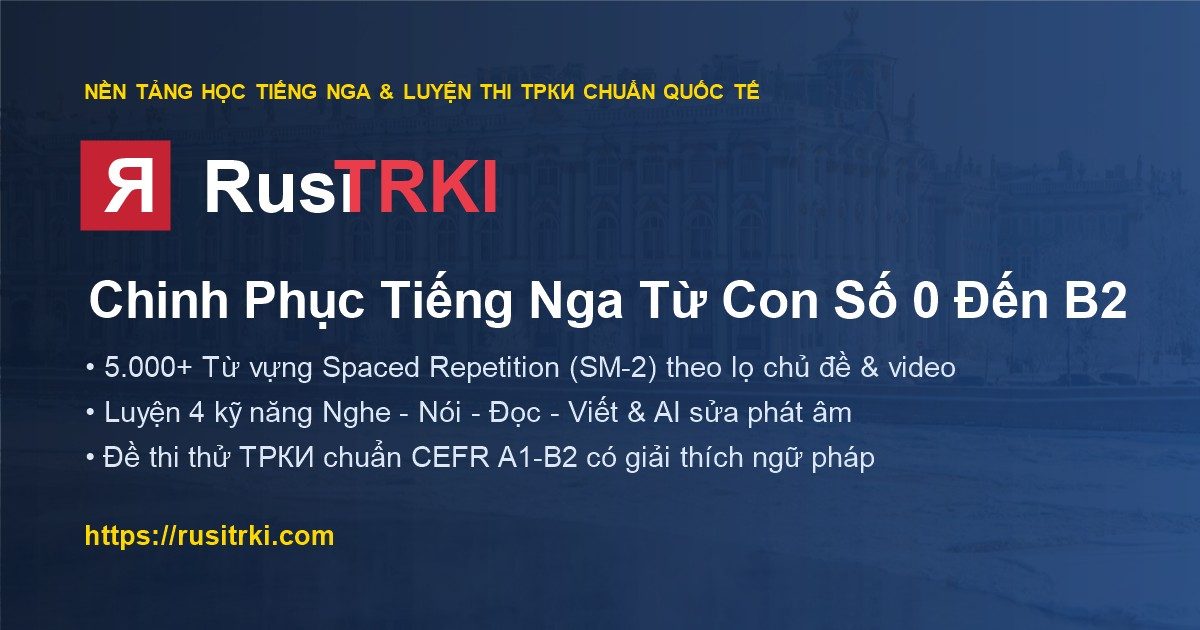 NỀN TẢNG HỌC TIẾNG NGA & LUYỆN THI ТРКИ CHUẨN QUỐC TẾ
Я RusiTRKI
Chinh Phục Tiếng Nga Từ Con Số 0 Đến B2
• 5.000+ Từ vựng Spaced Repetition (SM-2) theo lọ chủ đề & video
• Luyện 4 kỹ năng Nghe - Nói - Đọc - Viết & AI sửa phát âm
• Đề thi thử ТРКИ chuẩn CEFR A1-B2 có giải thích ngữ pháp
https://rusitrki.com